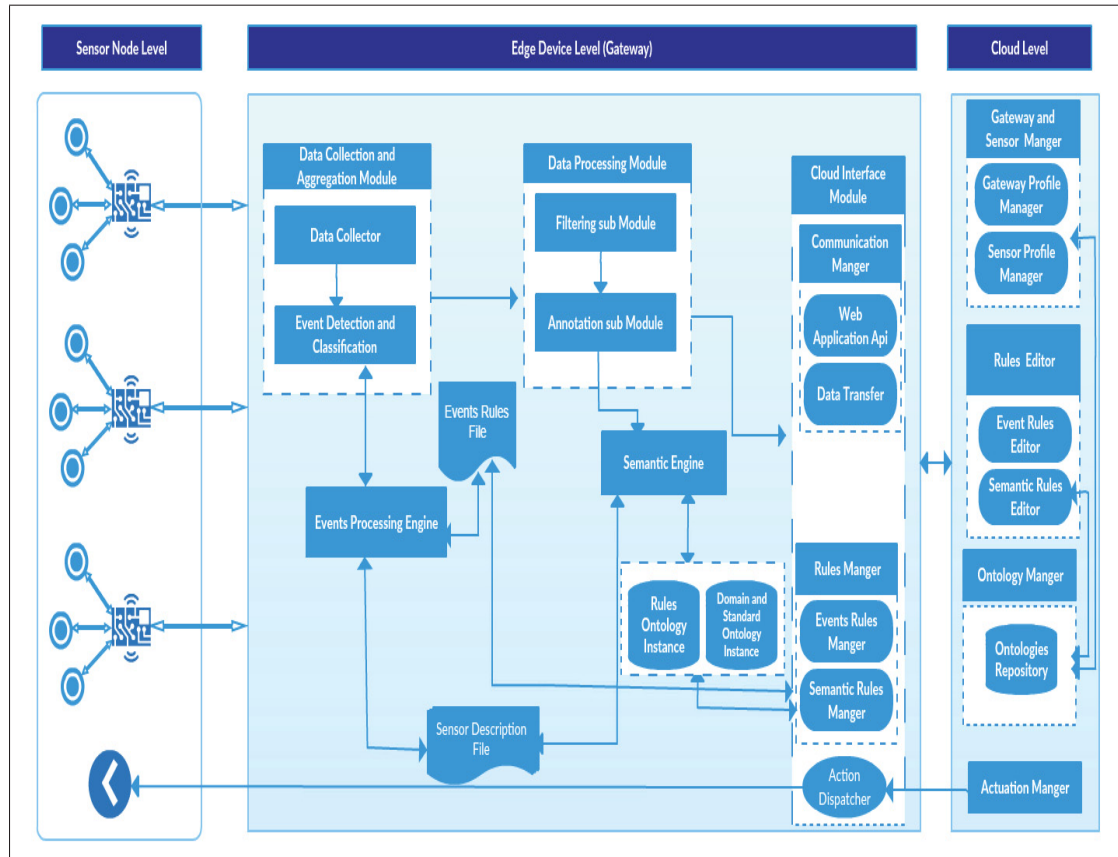 Sensor Node Level
Edge Device Level (Gateway)
Cloud Level
Data Collection and
Aggregation Module
Data Collector
Event Detection and
Classification
Data Processing Module
Filtering sub Module
Annotation sub Module
Events Rules
File
Events Processing Engine
Semantic Engine
Rules
Ontology
Instance
Domain and
Standard
Ontology
Instance
Sensor Description
File
Cloud Interface
Module
Communication
Manger
Web
Application Api
Data Transfer
Rules Manger
Events Rules
Manger
Semantic Rules
Manger
Action
Dispatcher
Gateway and
Sensor Manger
Gateway Profile
Manager
Sensor Profile
Manager
Rules Editor
Event Rules
Editor
Semantic Rules
Editor
Ontology Manger
Ontologies
Repository
Actuation Manger